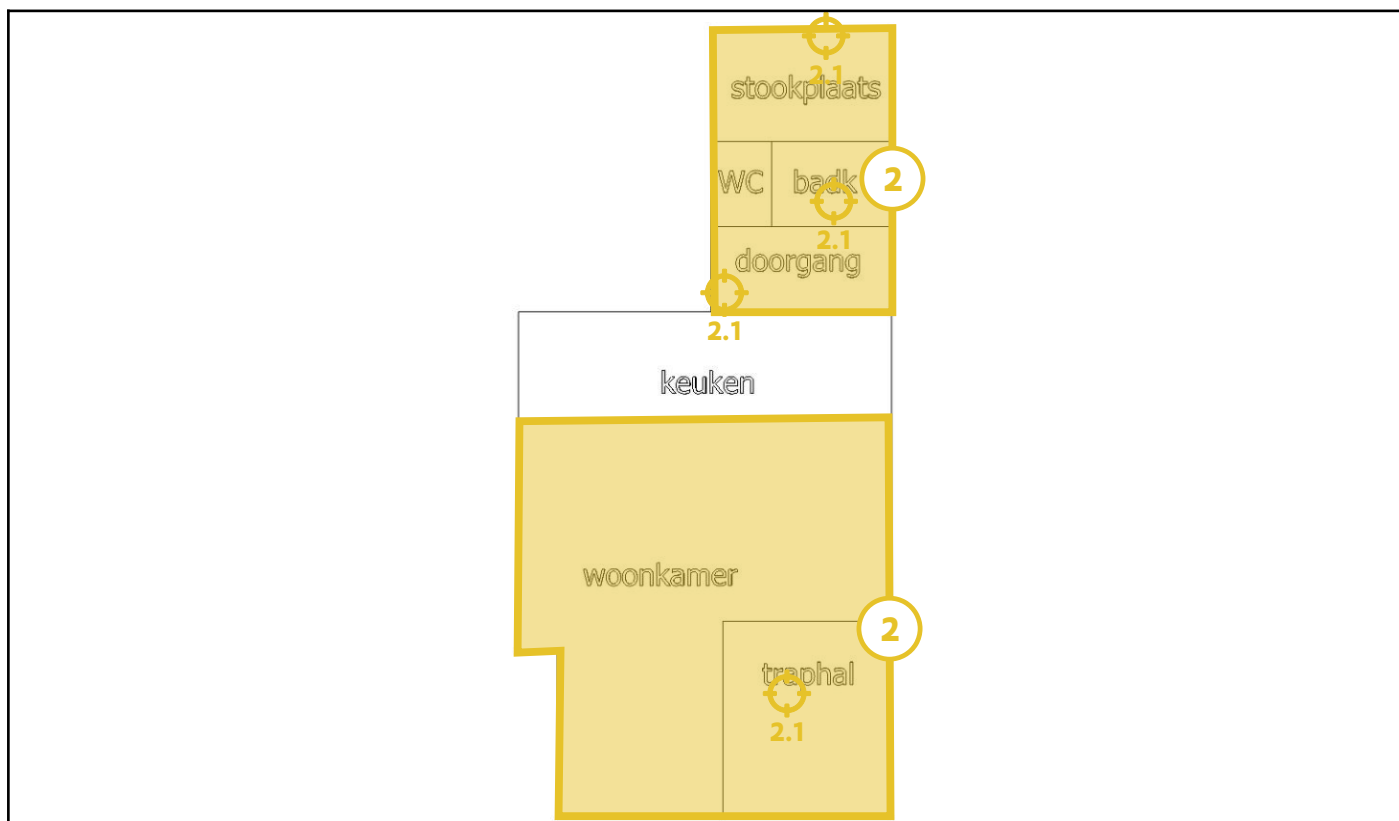 2.1
stookplaats
WC
badk
2
2.1
doorgang
2.1
keuken
woonkamer
2
traphal
2.1